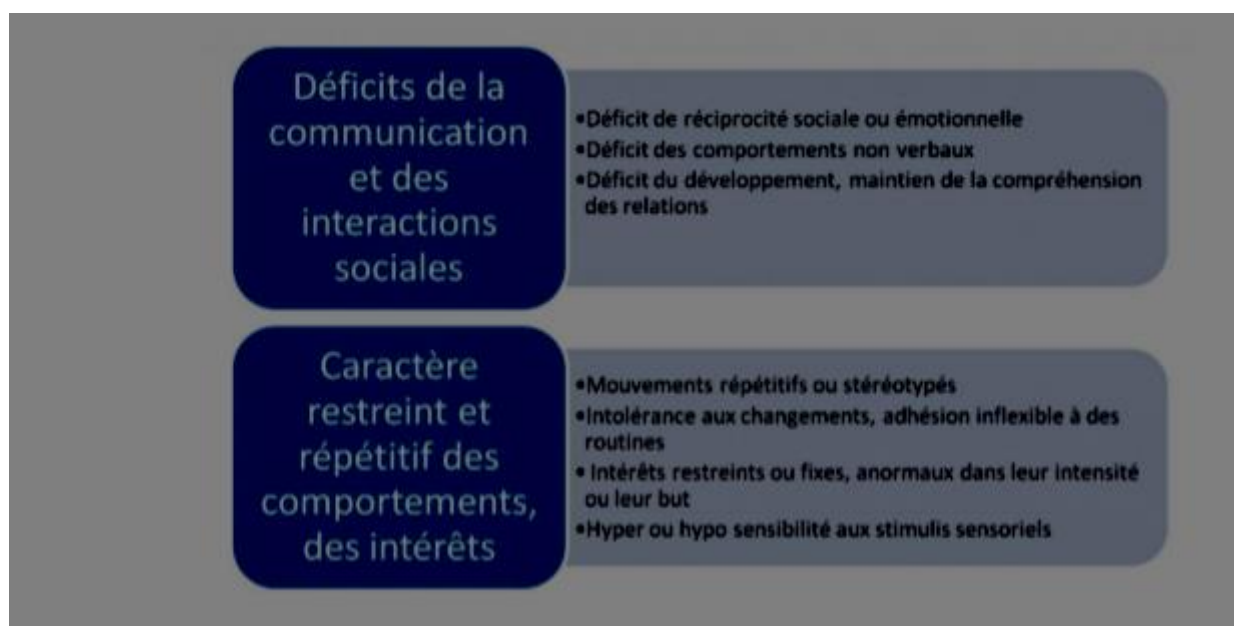 Déficits de la
communication
et des
interactions
sociales
•Déficit de réciprocité sociale ou émotionnelle
•Déficit des comportements non verbaux
•Déficit du développement, maintien de la compréhension
des relations
Caractère
restreint et
répétitif des
comportements,
des intérêts
•Mouvements répétitifs ou stéréotypés
•Intolérance aux changements, adhésion inflexible à des
routines
• Intérêts restreints ou fixes, anormaux dans leur intensité
ou leur but
•Hyper ou hypo sensibilité aux stimulis sensoriels